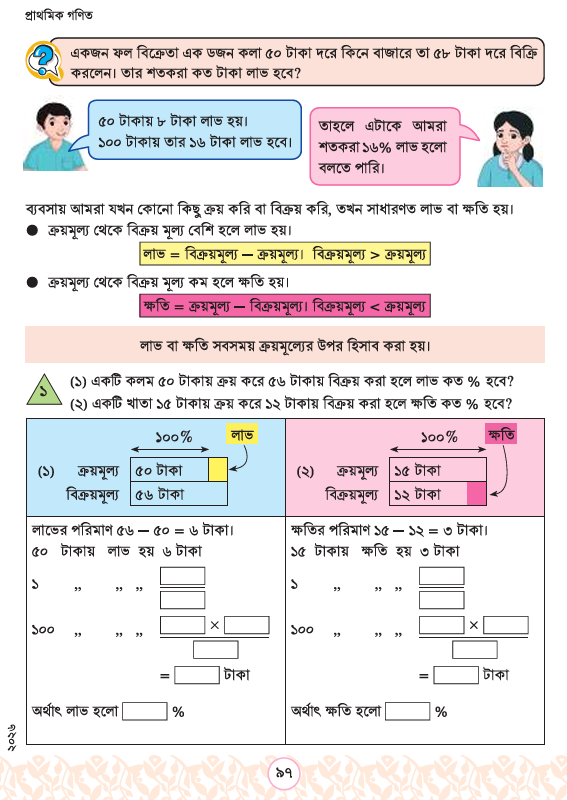 প্রাথমিক গণিত
একজন ফল বিক্রেতা এক ডজন কলা ৫০ টাকা দরে কিনে বাজারে তা ৫৮ টাকা দরে বিক্রি
করলেন। তার শতকরা কত টাকা লাভ হবে?
৫০ টাকায় ৮ টাকা লাভ হয়।
১০০ টাকায় তার ১৬ টাকা লাভ হবে।
তাহলে এটাকে আমরা
শতকরা ১৬% লাভ হলো
বলতে পারি।
ব্যবসায় আমরা যখন কোনো কিছু ক্রয় করি বা বিক্রয় করি, তখন সাধারণত লাভ বা ক্ষতি হয়।
● ক্রয়মূল্য থেকে বিক্রয় মূল্য বেশি হলে লাভ হয়।
লাভ = বিক্রয়মূল্য – ক্রয়মূল্য। বিক্রয়মূল্য > ক্রয়মূল্য
● ক্রয়মূল্য থেকে বিক্রয় মূল্য কম হলে ক্ষতি হয়।
ক্ষতি = ক্রয়মূল্য – বিক্রয়মূল্য। বিক্রয়মূল্য < ক্রয়মূল্য
লাভ বা ক্ষতি সবসময় ক্রয়মূল্যের উপর হিসাব করা হয়।
১
(১) একটি কলম ৫০ টাকায় ক্রয় করে ৫৬ টাকায় বিক্রয় করা হলে লাভ কত % হবে?
(২) একটি খাতা ১৫ টাকায় ক্রয় করে ১২ টাকায় বিক্রয় করা হলে ক্ষতি কত % হবে?
১০০% লাভ
(১) ক্রয়মূল্য ৫০ টাকা
বিক্রয়মূল্য ৫৬ টাকা
লাভের পরিমাণ ৫৬ – ৫০ = ৬ টাকা।
৫০ টাকায় লাভ হয় ৬ টাকা
১ ,, ,, ,,
১০০ ,, ,, ,, ×
= টাকা
অর্থাৎ লাভ হলো %
১০০% ক্ষতি
(২) ক্রয়মূল্য ১৫ টাকা
বিক্রয়মূল্য ১২ টাকা
ক্ষতির পরিমাণ ১৫ – ১২ = ৩ টাকা।
১৫ টাকায় ক্ষতি হয় ৩ টাকা
১ ,, ,, ,,
১০০ ,, ,, ,, ×
= টাকা
অর্থাৎ ক্ষতি হলো %
২০২৬
৯৭